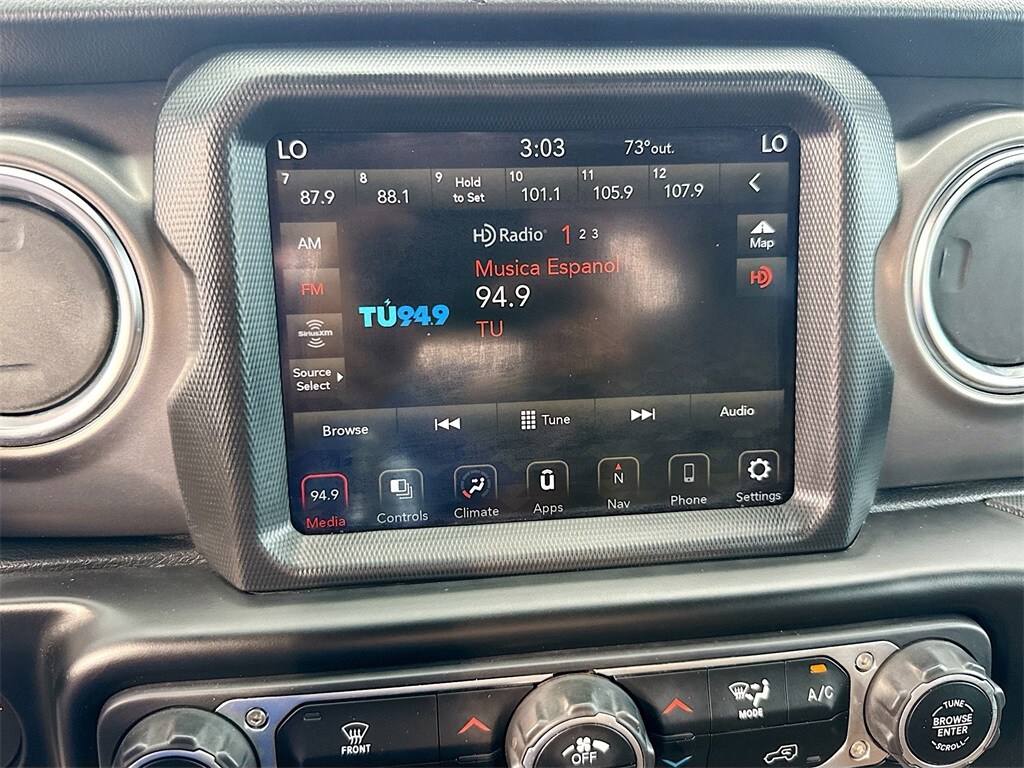 LO 3:03 73°out. LO
7 8 9 Hold 10 11 12
87.9 88.1 to Set 101.1 105.9 107.9
AM HD Radio 1 2 3 Map
FM Musica Espanol HD
94.9
TÚ94.9
TU
SiriusXM
Source
Select
Browse Tune Audio
94.9 ū N
Media Controls Climate Apps Nav Phone Settings
FRONT OFF MODE A/C
TUNE
BROWSE
ENTER
SCROLL